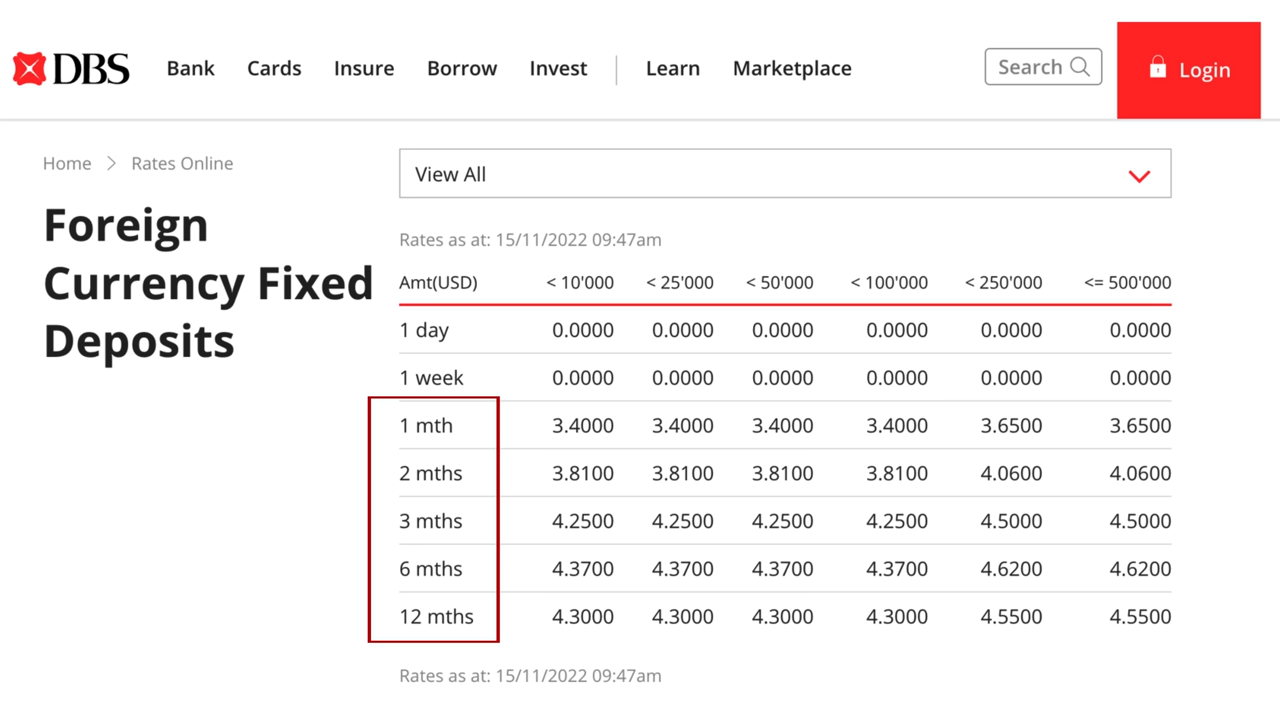 DBS Bank Cards Insure Borrow Invest Learn Marketplace Search Login
Home Rates Online
Foreign
Currency Fixed
Deposits
View All
Rates as at: 15/11/2022 09:47am
Amt(USD) < 10'000 < 25'000 < 50'000 < 100'000 < 250'000 <= 500'000
1 day 0.0000 0.0000 0.0000 0.0000 0.0000 0.0000
1 week 0.0000 0.0000 0.0000 0.0000 0.0000 0.0000
1 mth 3.4000 3.4000 3.4000 3.4000 3.6500 3.6500
2 mths 3.8100 3.8100 3.8100 3.8100 4.0600 4.0600
3 mths 4.2500 4.2500 4.2500 4.2500 4.5000 4.5000
6 mths 4.3700 4.3700 4.3700 4.3700 4.6200 4.6200
12 mths 4.3000 4.3000 4.3000 4.3000 4.5500 4.5500
Rates as at: 15/11/2022 09:47am